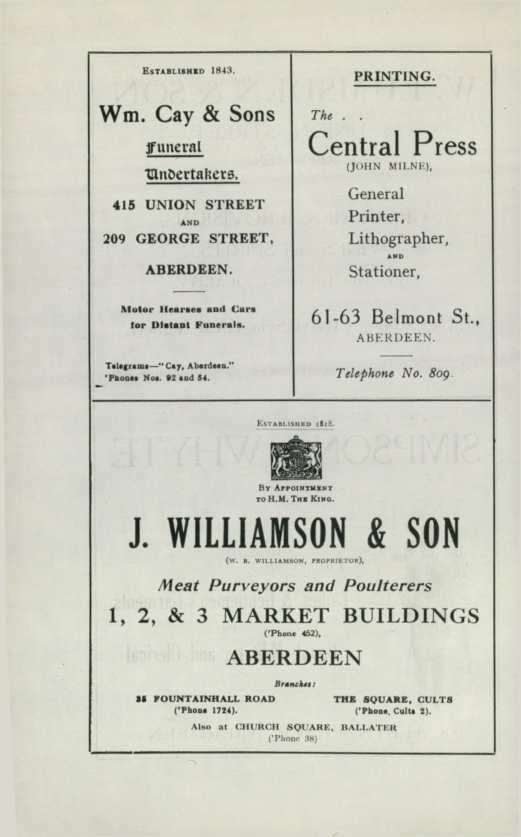 ESTABLISHED 1843.
Wm. Cay & Sons
Funeral
Undertakers.
415 UNION STREET
AND
209 GEORGE STREET,
ABERDEEN.
Motor Hearses and Cars
for Distant Funerals.
Telegrams—"Cay, Aberdeen."
'Phones Nos. 92 and 54.
PRINTING.
The . .
Central Press
(JOHN MILNE),
General
Printer,
Lithographer,
AND
Stationer,
61-63 Belmont St.,
ABERDEEN.
Telephone No. 809.
ESTABLISHED 1818.
BY APPOINTMENT
TO H.M. THE KING.
J. WILLIAMSON & SON
(W. R. WILLIAMSON, PROPRIETOR),
Meat Purveyors and Poulterers
1, 2, & 3 MARKET BUILDINGS
('Phone 452),
ABERDEEN
Branches:
35 FOUNTAINHALL ROAD
('Phone 1724).
THE SQUARE, CULTS
('Phone, Cults 2).
Also at CHURCH SQUARE, BALLATER
('Phone 38)